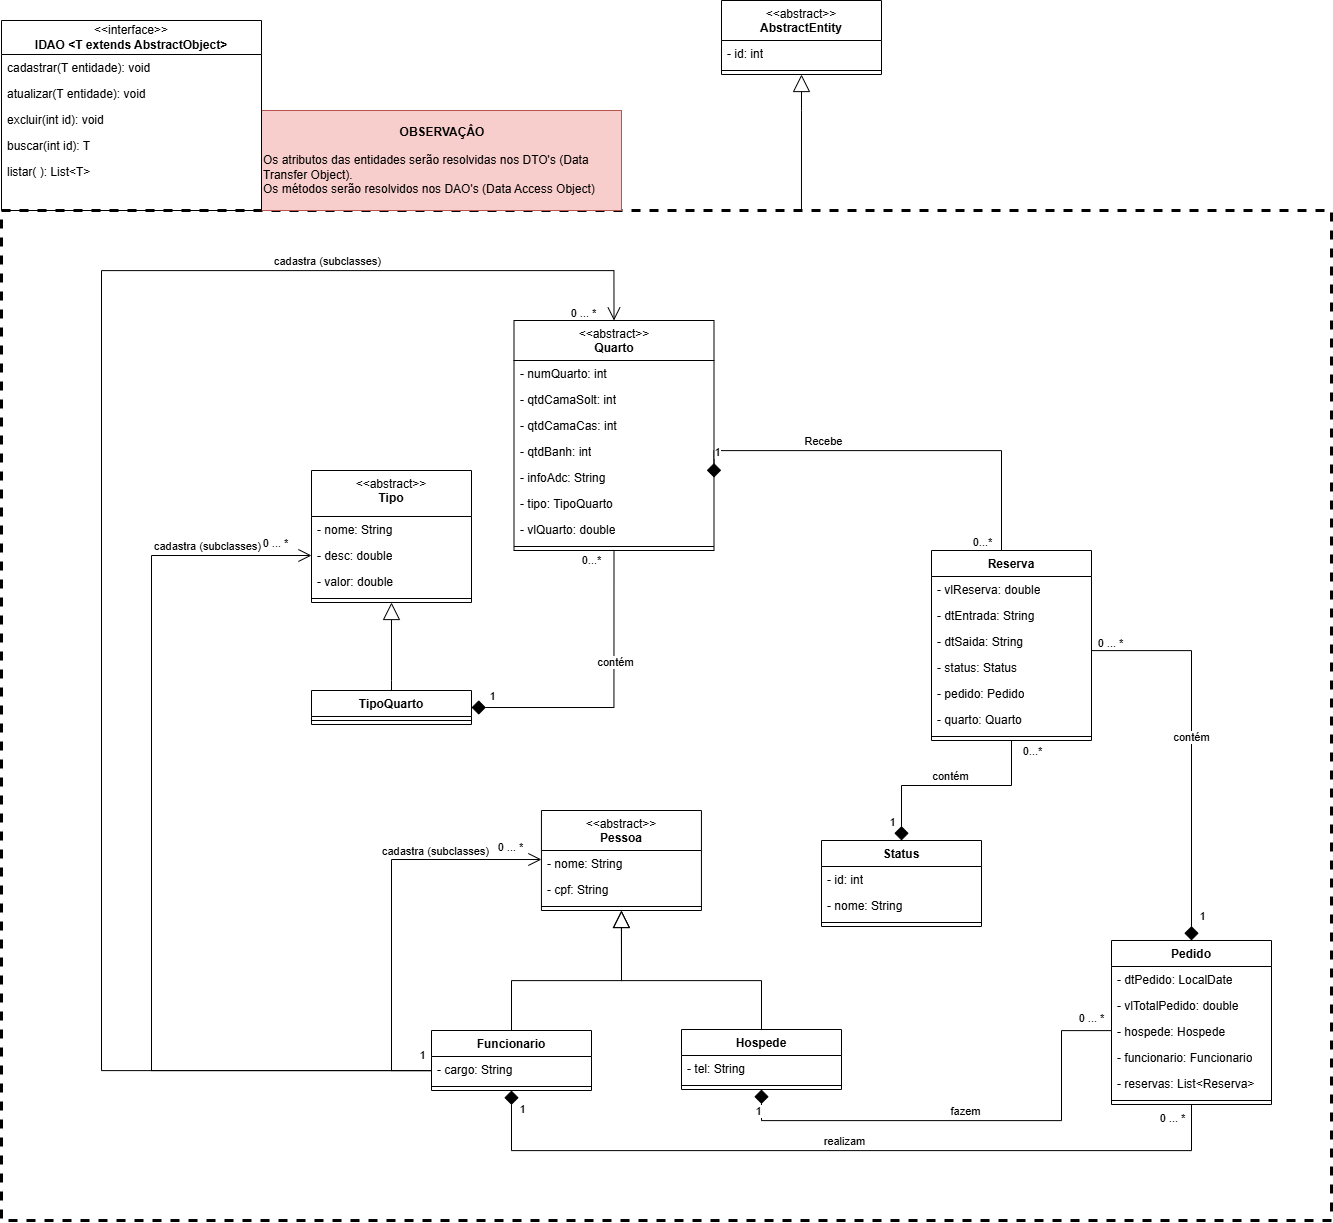 <<interface>>
IDAO <T extends AbstractObject>
cadastrar(T entidade): void
atualizar(T entidade): void
excluir(int id): void
buscar(int id): T
listar( ): List<T>
OBSERVAÇÂO
Os atributos das entidades serão resolvidas nos DTO's (Data
Transfer Object).
Os métodos serão resolvidos nos DAO's (Data Access Object)
<<abstract>>
AbstractEntity
- id: int
cadastra (subclasses)
0 ... *
<<abstract>>
Quarto
- numQuarto: int
- qtdCamaSolt: int
- qtdCamaCas: int
- qtdBanh: int
- infoAdc: String
- tipo: TipoQuarto
- vlQuarto: double
1
Recebe
0...*
0...*
<<abstract>>
Tipo
- nome: String
- desc: double
- valor: double
cadastra (subclasses)
0 ... *
contém
TipoQuarto
1
Reserva
- vlReserva: double
- dtEntrada: String
- dtSaida: String
- status: Status
- pedido: Pedido
- quarto: Quarto
0 ... *
contém
0...*
contém
1
Status
- id: int
- nome: String
<<abstract>>
Pessoa
- nome: String
- cpf: String
cadastra (subclasses)
0 ... *
1
Pedido
- dtPedido: LocalDate
- vlTotalPedido: double
- hospede: Hospede
- funcionario: Funcionario
- reservas: List<Reserva>
0 ... *
1
Funcionario
- cargo: String
1
Hospede
- tel: String
1
fazem
0 ... *
realizam